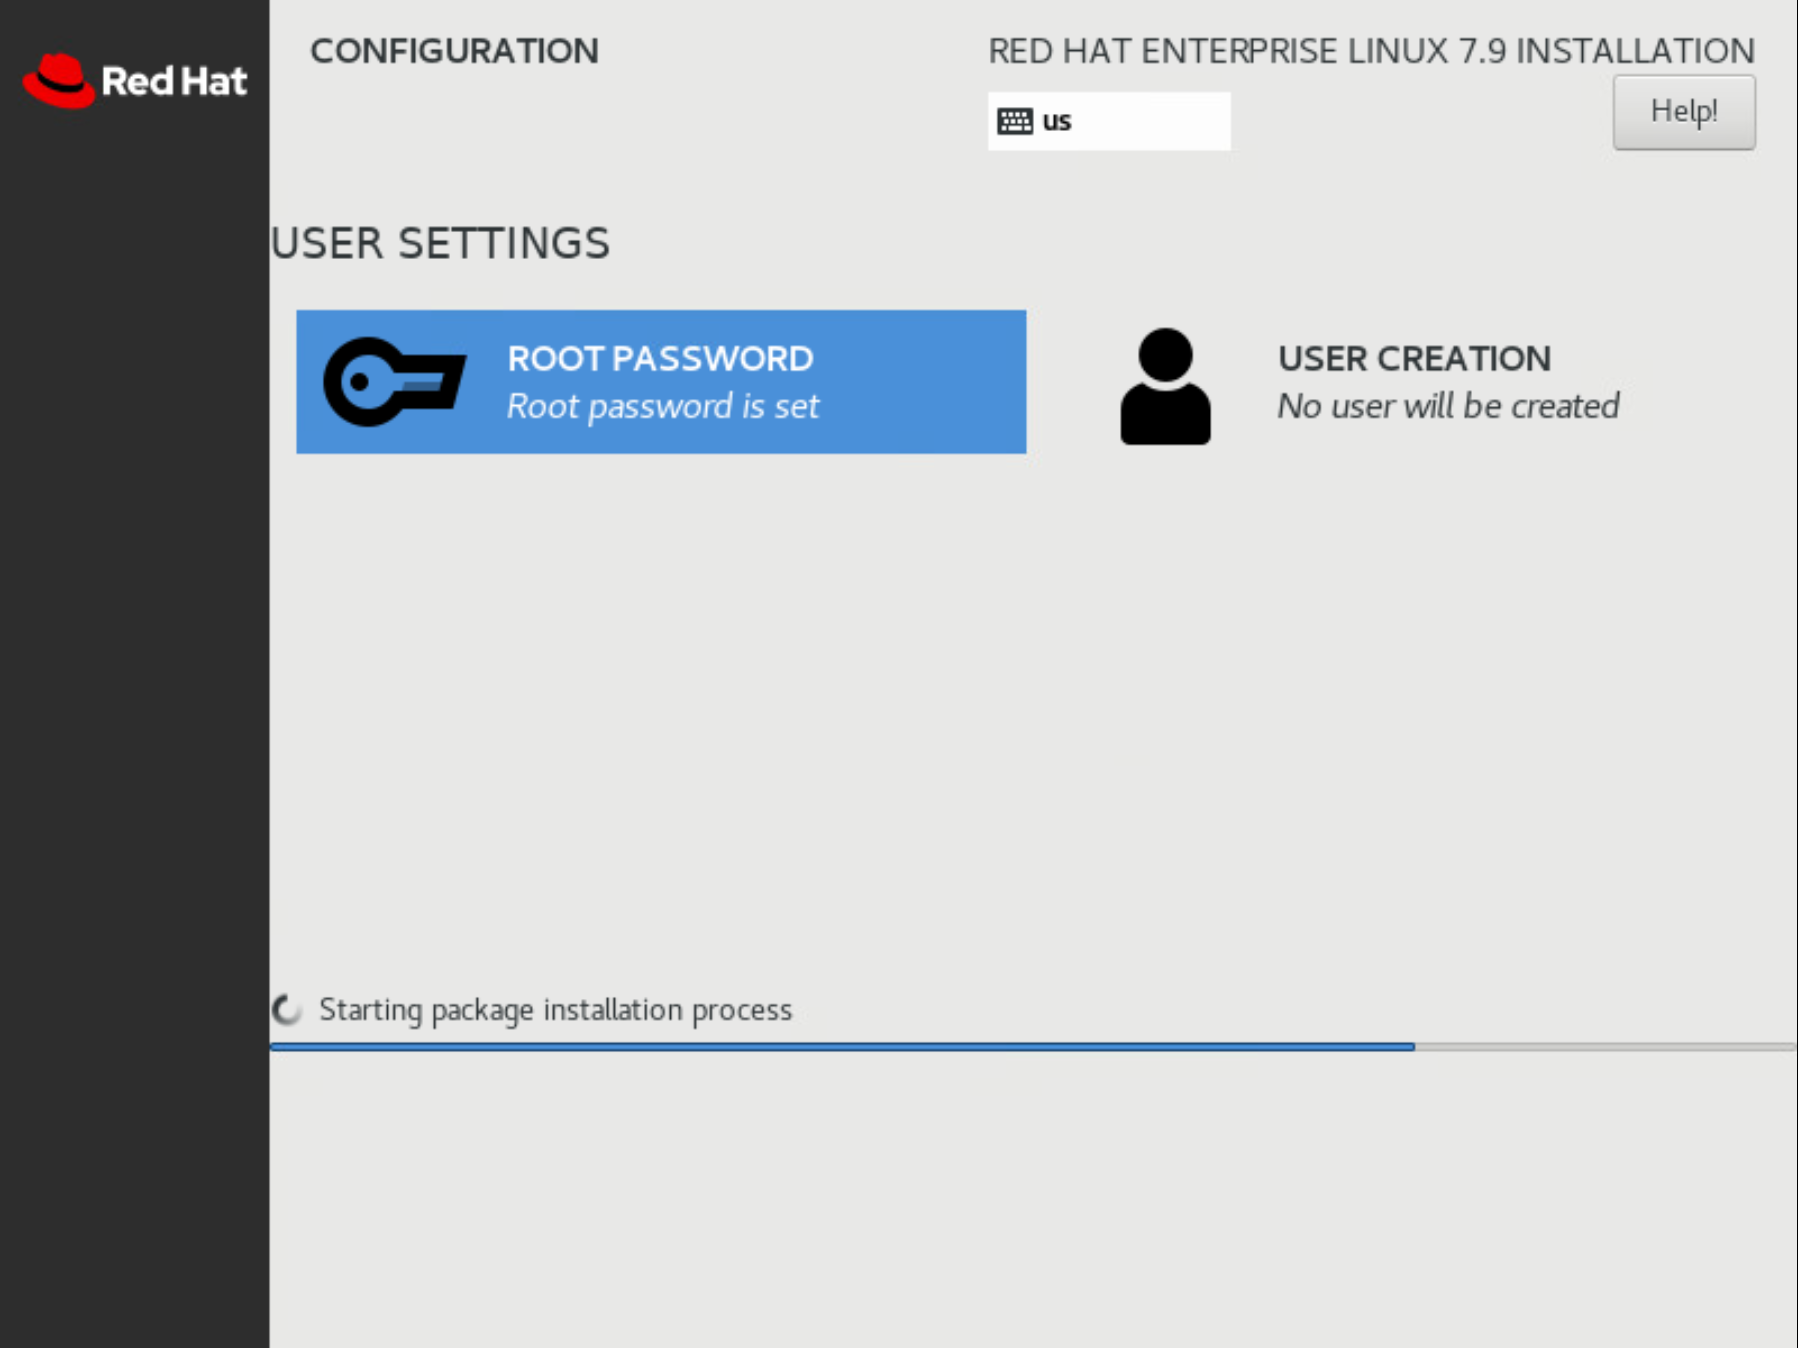 Red Hat
CONFIGURATION
RED HAT ENTERPRISE LINUX 7.9 INSTALLATION
us
Help!
USER SETTINGS
ROOT PASSWORD
Root password is set
USER CREATION
No user will be created
Starting package installation process